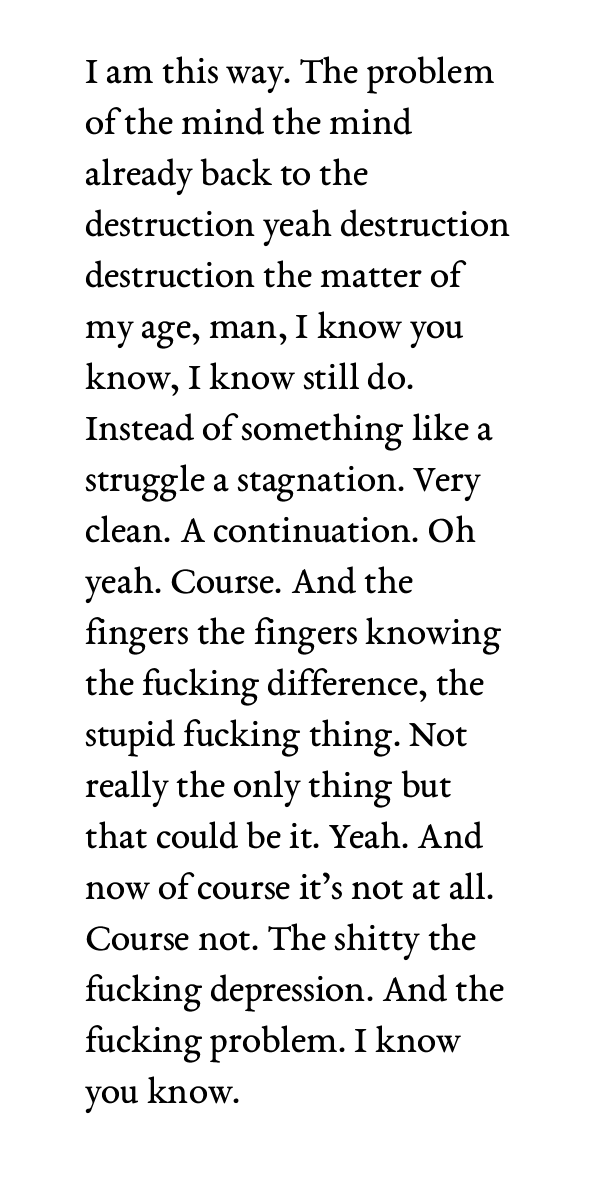 I am this way. The problem
of the mind the mind
already back to the
destruction yeah destruction
destruction the matter of
my age, man, I know you
know, I know still do.
Instead of something like a
struggle a stagnation. Very
clean. A continuation. Oh
yeah. Course. And the
fingers the fingers knowing
the fucking difference, the
stupid fucking thing. Not
really the only thing but
that could be it. Yeah. And
now of course it’s not at all.
Course not. The shitty the
fucking depression. And the
fucking problem. I know
you know.